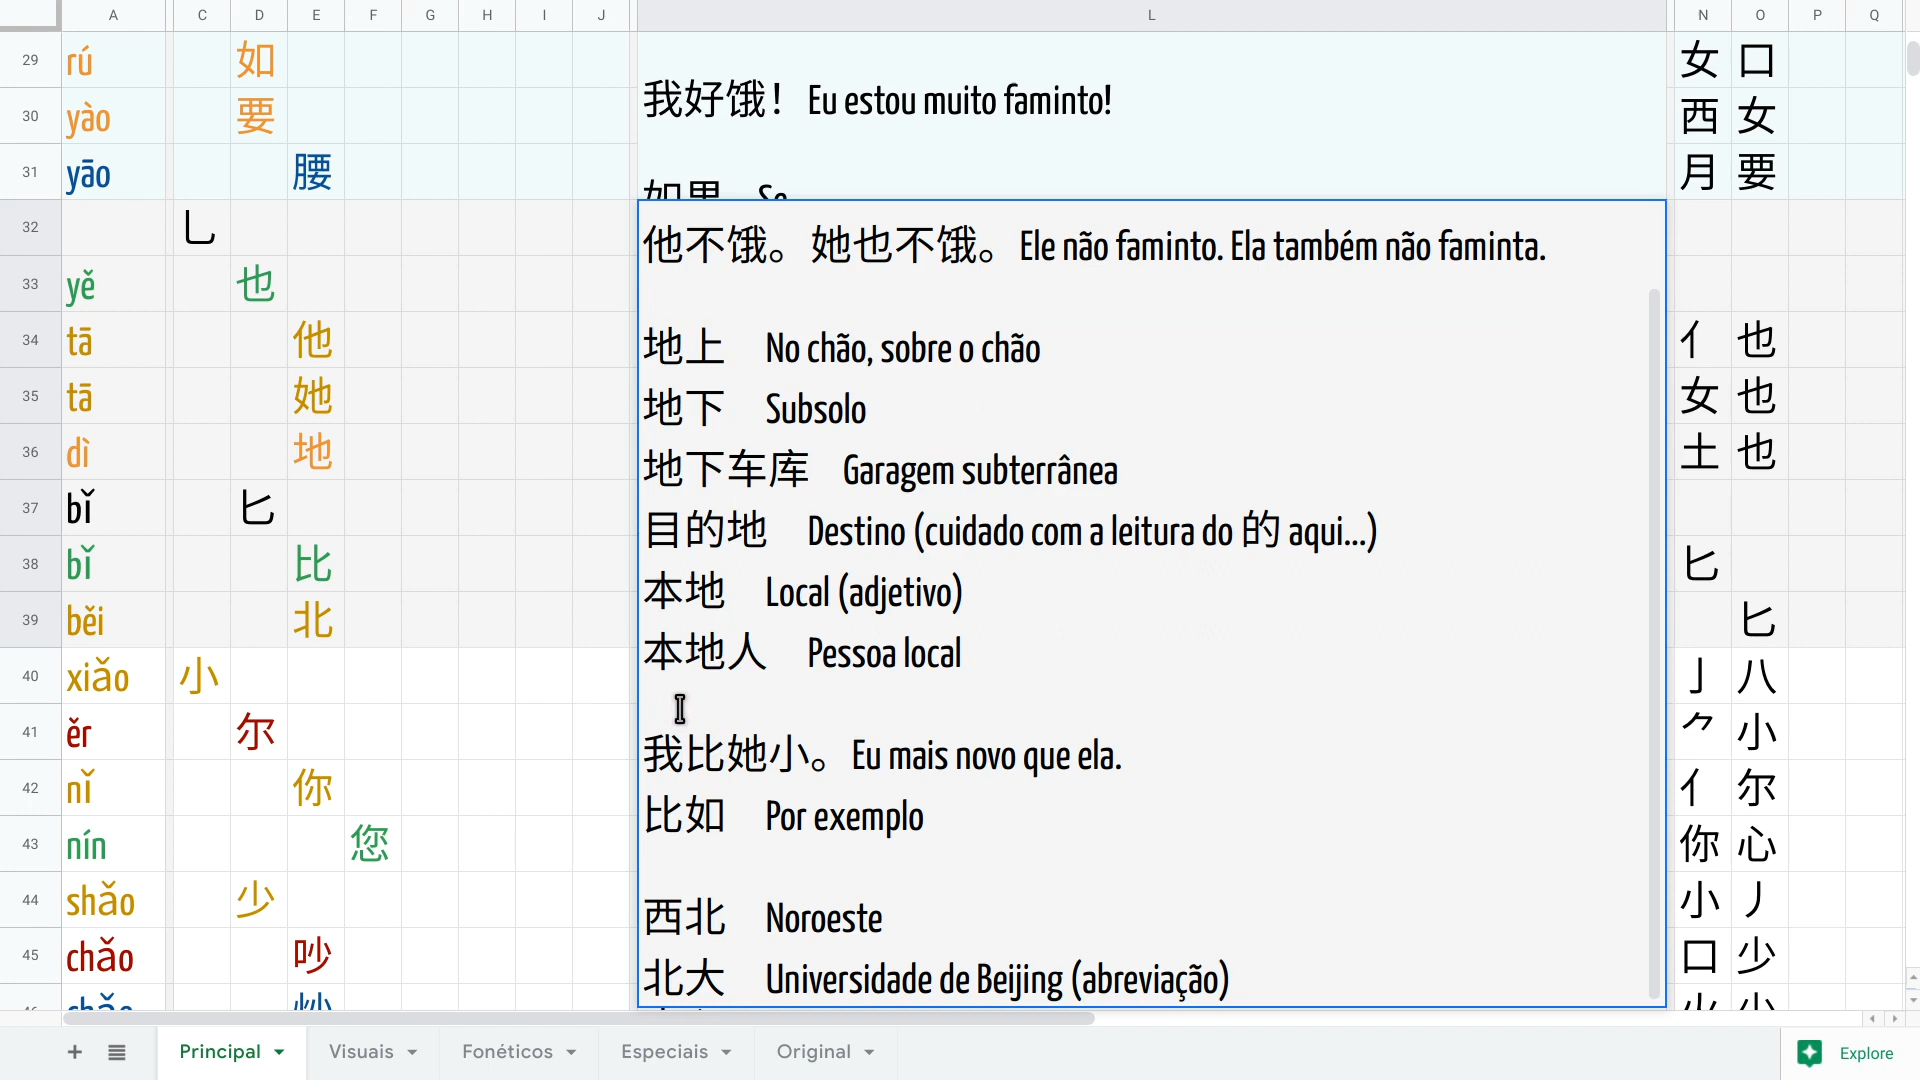 A C D E F G H I J L N O P Q
29 rú 如 女 口
30 yào 要 西 女
31 yāo 腰 月 要
32 乚
33 yě 也
34 tā 他 亻 也
35 tā 她 女 也
36 dì 地 土 也
37 bǐ 匕
38 bǐ 比 匕
39 běi 北 匕
40 xiǎo 小 亅 八
41 ěr 尔 ⺈ 小
42 nǐ 你 亻 尔
43 nín 您 你 心
44 shǎo 少 小 丿
45 chǎo 吵 口 少
我好饿！ Eu estou muito faminto!
如果 Se
他不饿。她也不饿。Ele não faminto. Ela também não faminta.
地上 No chão, sobre o chão
地下 Subsolo
地下车库 Garagem subterrânea
目的地 Destino (cuidado com a leitura do 的 aqui...)
本地 Local (adjetivo)
本地人 Pessoa local
我比她小。Eu mais novo que ela.
比如 Por exemplo
西北 Noroeste
北大 Universidade de Beijing (abreviação)
Principal Visuais Fonéticos Especiais Original Explore